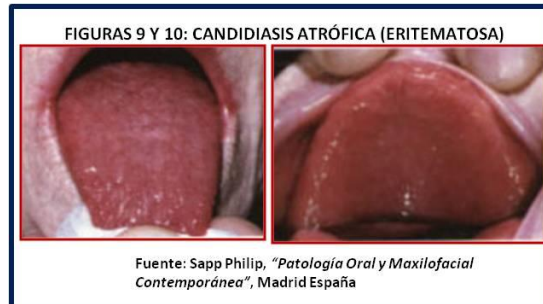 FIGURAS 9 Y 10: CANDIDIASIS ATRÓFICA (ERITEMATOSA)
Fuente: Sapp Philip, “Patología Oral y Maxilofacial
Contemporánea”, Madrid España